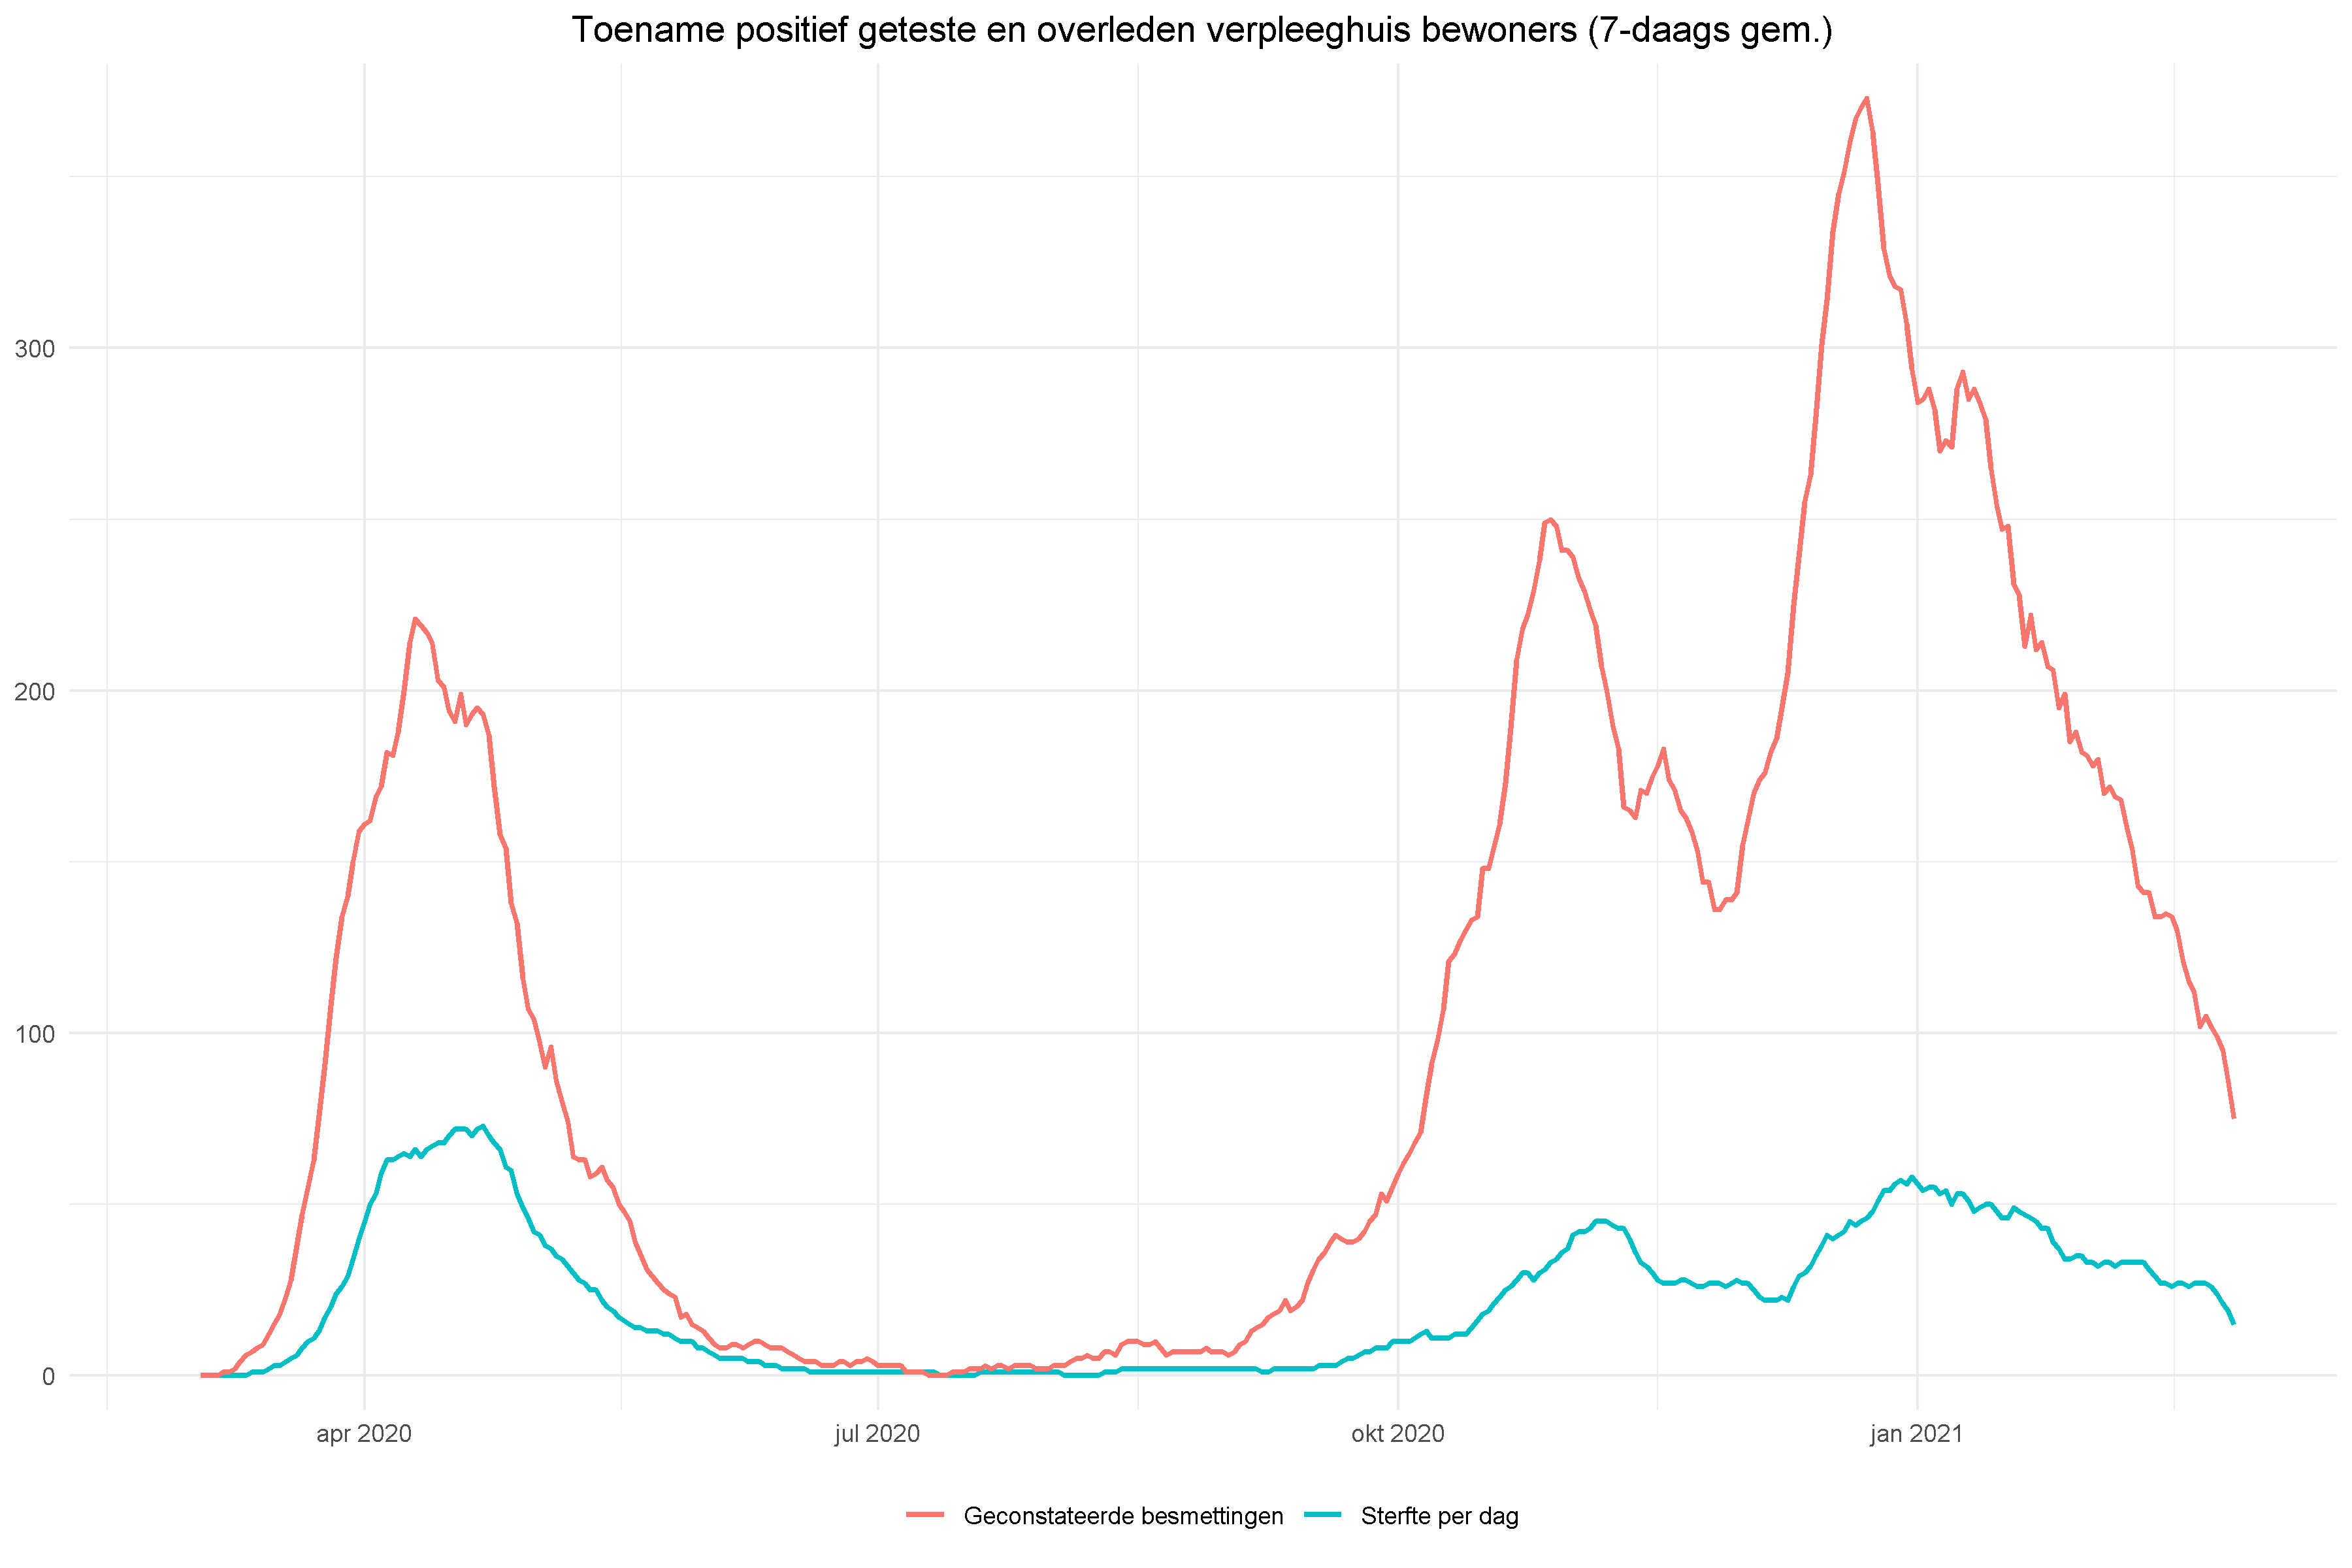 Toename positief geteste en overleden verpleeghuis bewoners (7-daags gem.)
300
200
100
0
apr 2020 jul 2020 okt 2020 jan 2021
Geconstateerde besmettingen Sterfte per dag